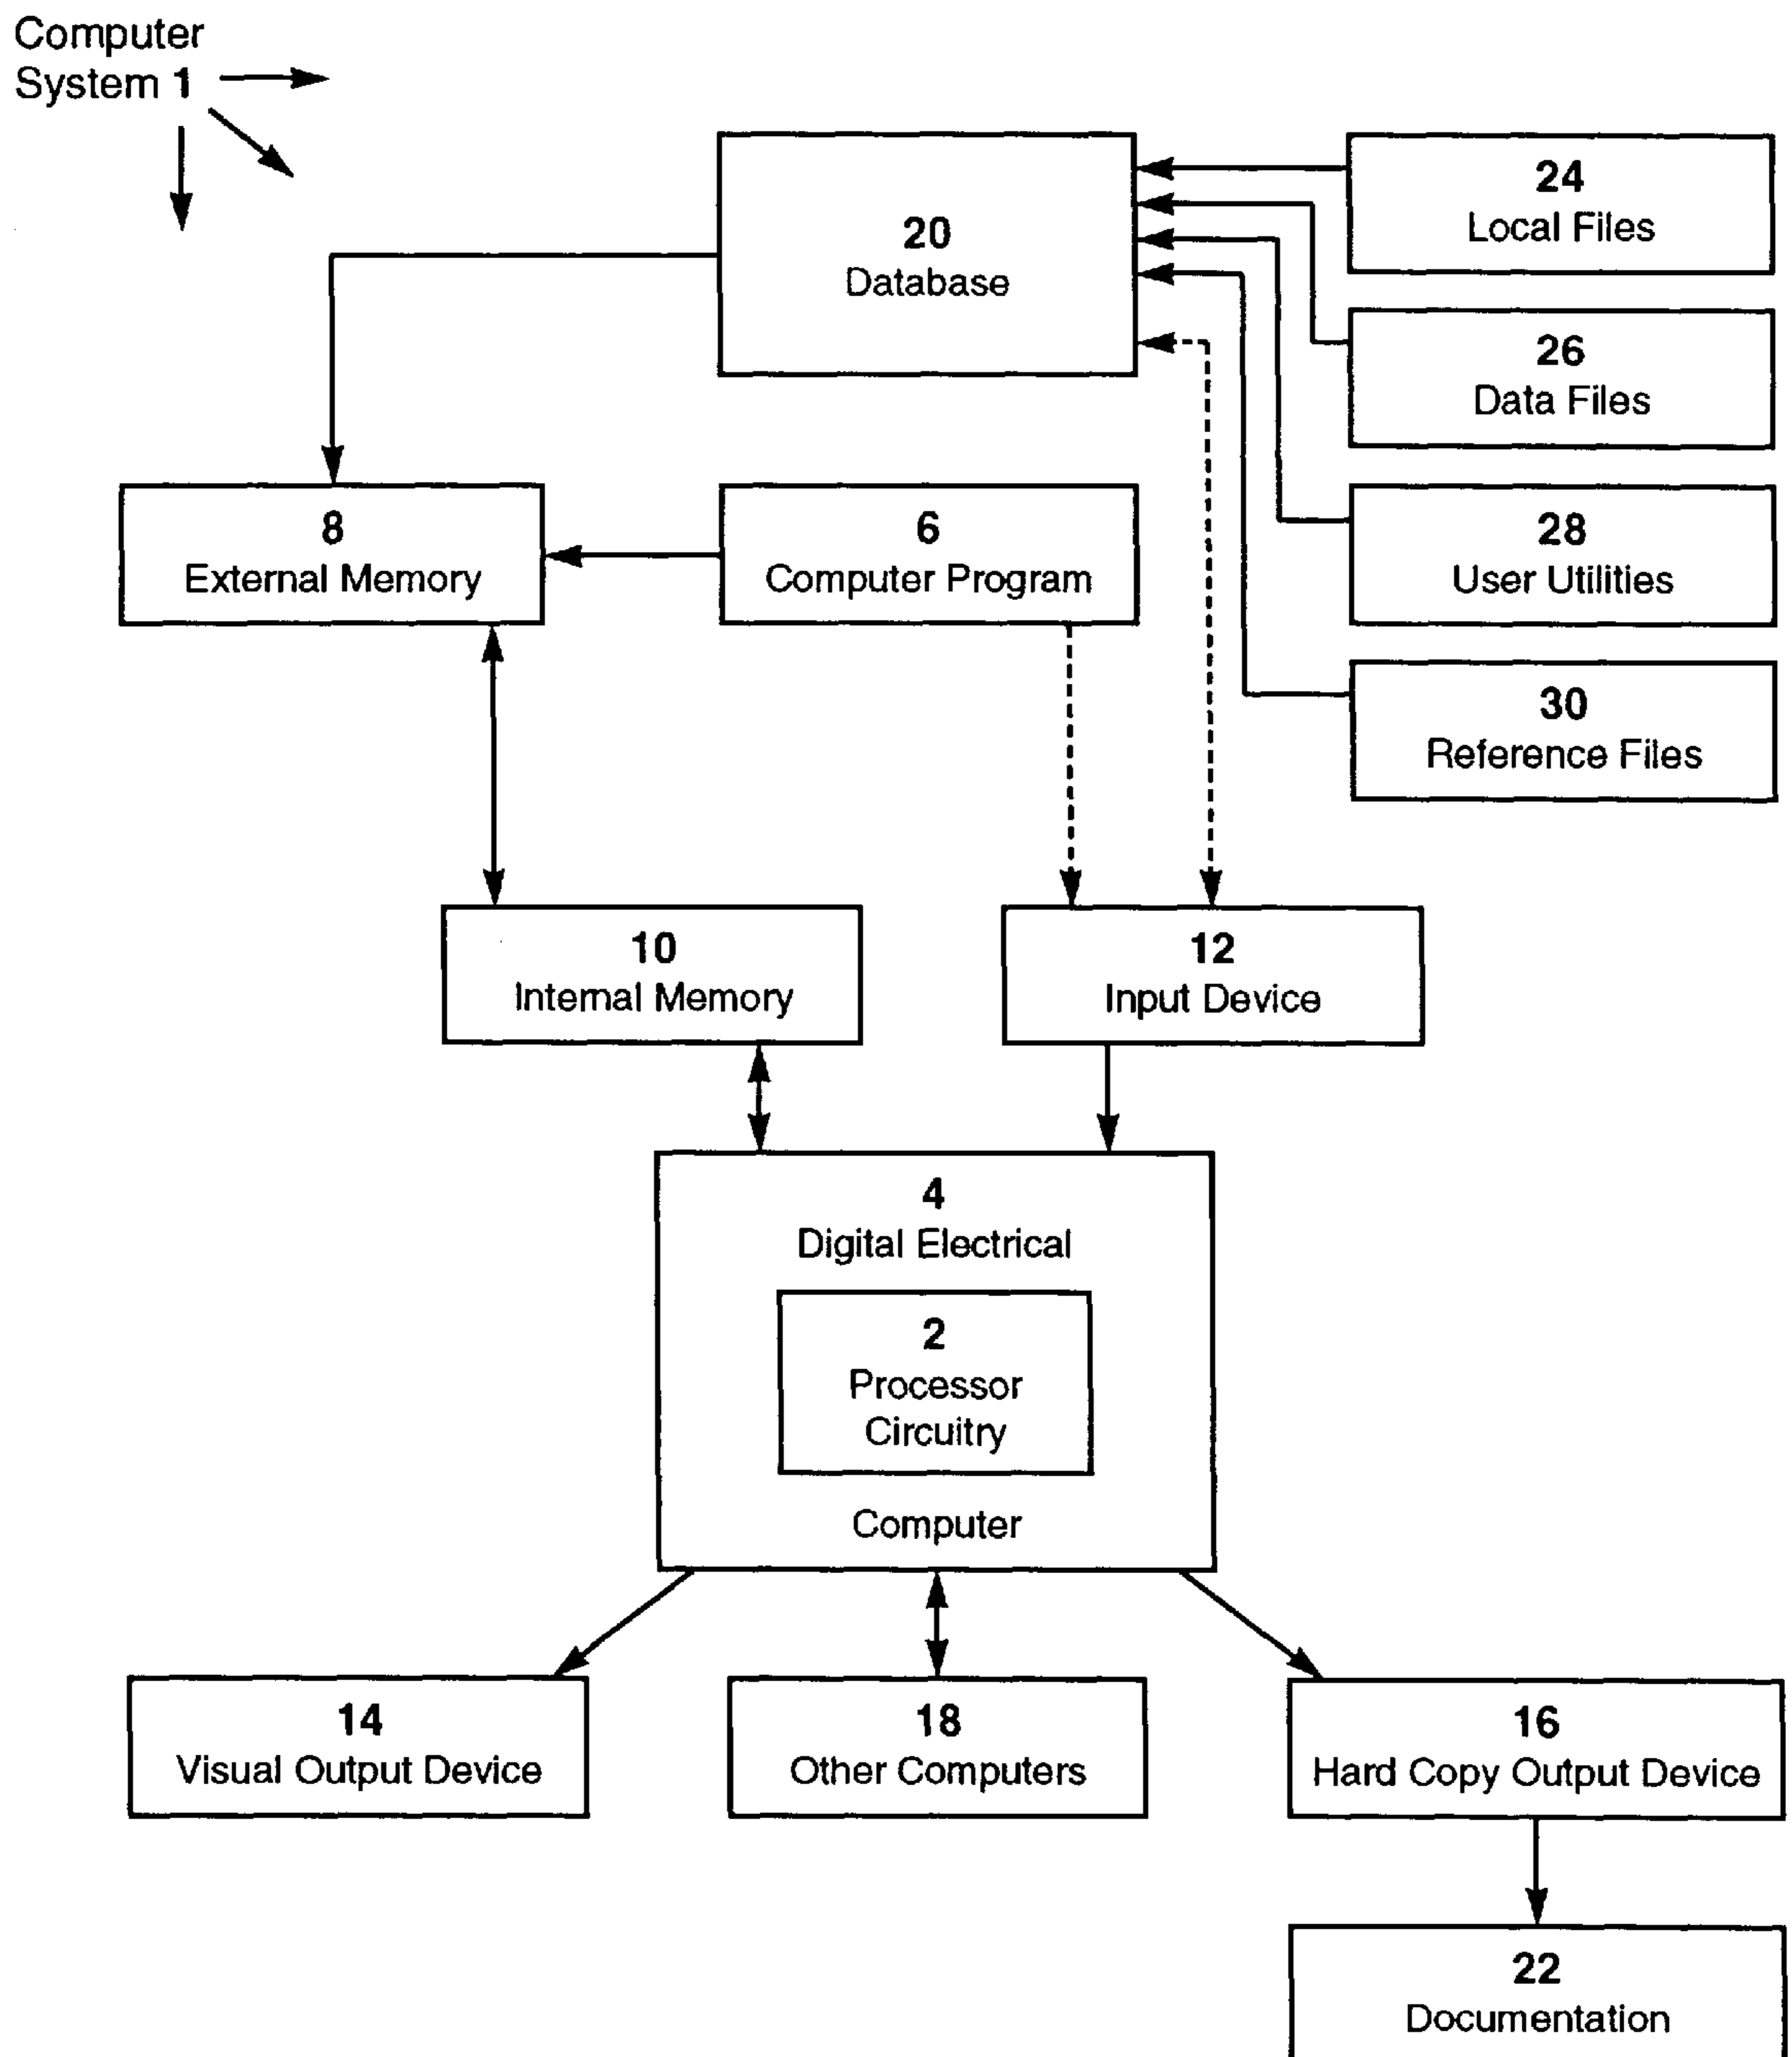 Computer
System 1
20
Database
24
Local Files
26
Data Files
8
External Memory
6
Computer Program
28
User Utilities
30
Reference Files
10
Internal Memory
12
Input Device
4
Digital Electrical
2
Processor
Circuitry
Computer
14
Visual Output Device
18
Other Computers
16
Hard Copy Output Device
22
Documentation